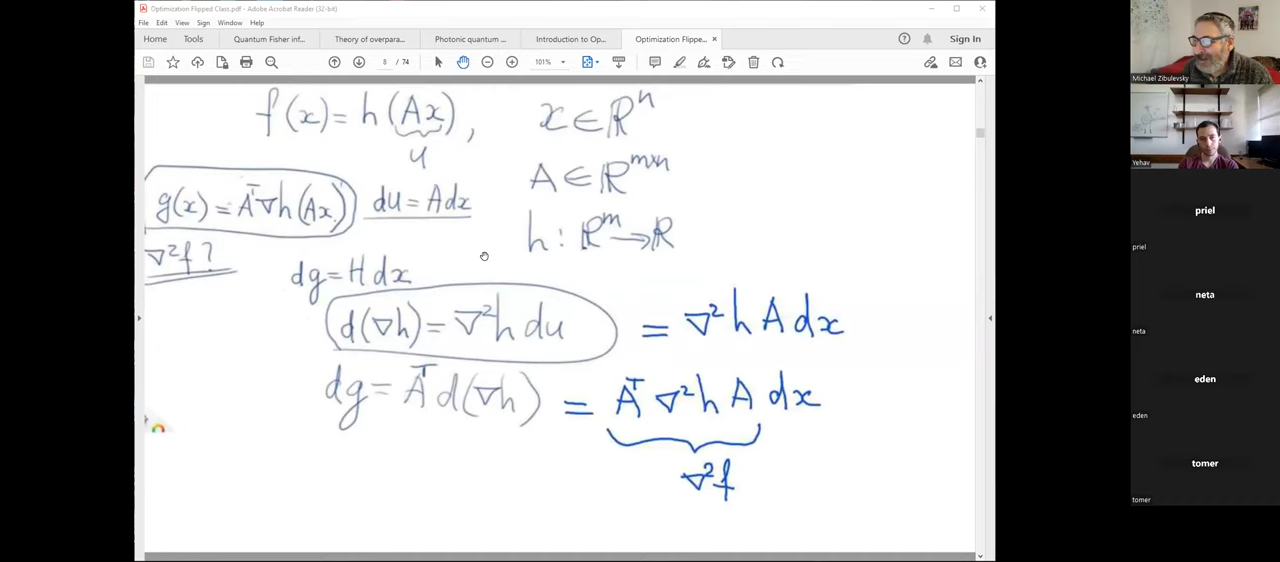 Optimization Flipped Class.pdf - Adobe Acrobat Reader (32-bit)
File Edit View Sign Window Help
Home Tools Quantum Fisher inf... Theory of overpara... Photonic quantum ... Introduction to Op... Optimization Flippe... × Sign In
8 / 74 101%
f(x) = h(Ax), x ∈ ℝⁿ
u
A ∈ ℝᵐˣⁿ
g(x) = Aᵀ∇h(Ax) du = Adx
h : ℝᵐ → ℝ
∇²f ?
dg = H dx
d(∇h) = ∇²h du = ∇²h A dx
dg = Aᵀ d(∇h) = Aᵀ ∇²h A dx
∇²f
Michael Zibulevsky
Yehav
priel
priel
neta
neta
eden
eden
tomer
tomer